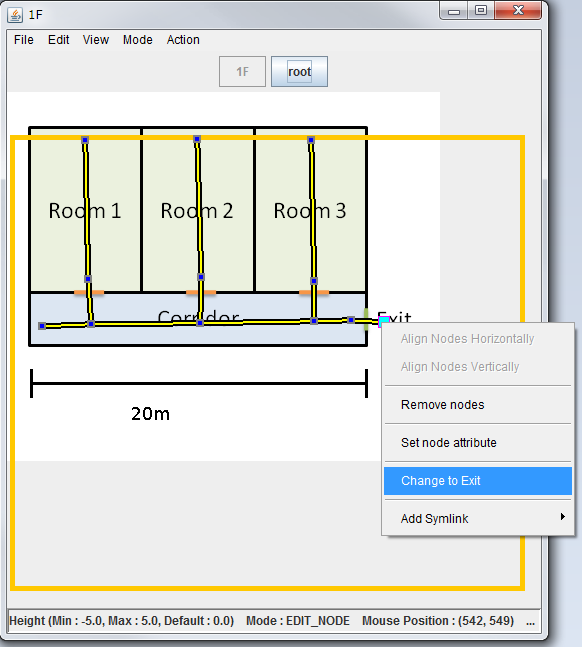 1F
File Edit View Mode Action
1F root
Room 1 Room 2 Room 3
Corridor Exit
Align Nodes Horizontally
Align Nodes Vertically
Remove nodes
20m
Set node attribute
Change to Exit
Add Symlink
Height (Min : -5.0, Max : 5.0, Default : 0.0) Mode : EDIT_NODE Mouse Position : (542, 549) ...